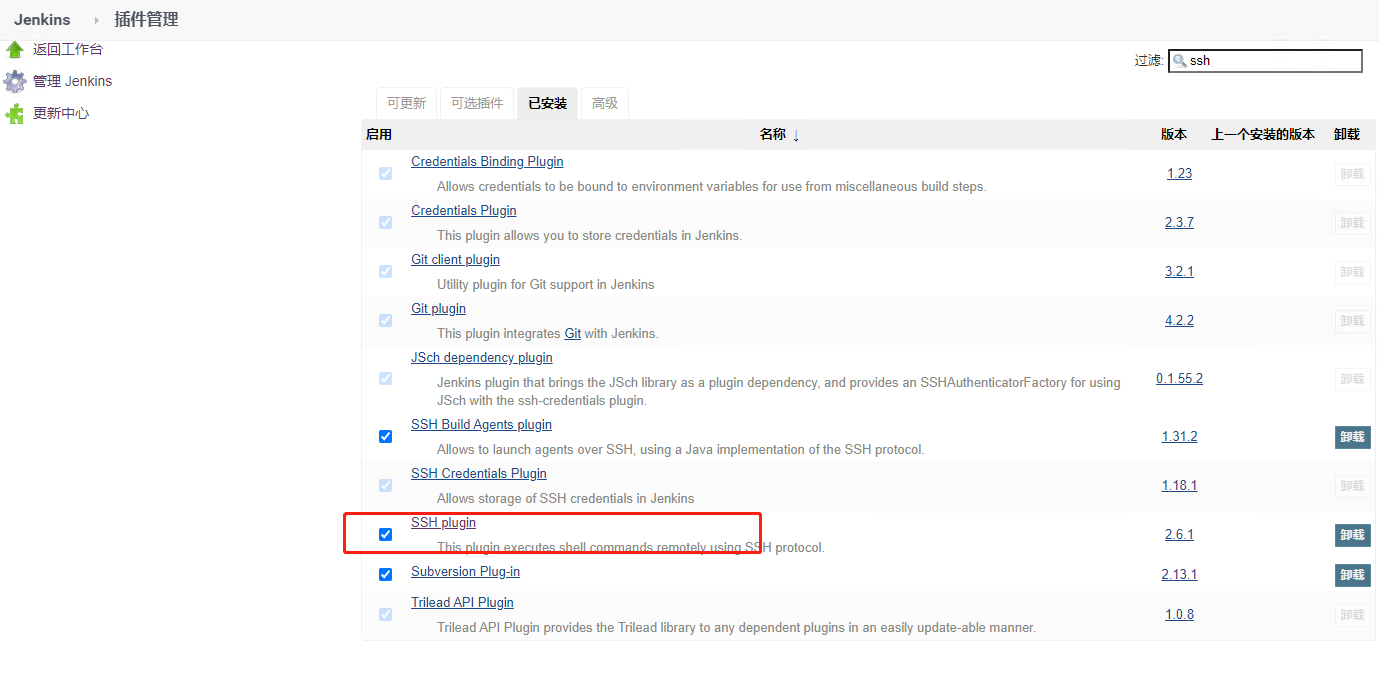 Jenkins › 插件管理
返回工作台
管理 Jenkins
更新中心
过滤: ssh
可更新 可选插件 已安装 高级
启用 名称 ↓ 版本 上一个安装的版本 卸载
Credentials Binding Plugin
Allows credentials to be bound to environment variables for use from miscellaneous build steps.
1.23 卸载
Credentials Plugin
This plugin allows you to store credentials in Jenkins.
2.3.7 卸载
Git client plugin
Utility plugin for Git support in Jenkins
3.2.1 卸载
Git plugin
This plugin integrates Git with Jenkins.
4.2.2 卸载
JSch dependency plugin
Jenkins plugin that brings the JSch library as a plugin dependency, and provides an SSHAuthenticatorFactory for using
JSch with the ssh-credentials plugin.
0.1.55.2 卸载
SSH Build Agents plugin
Allows to launch agents over SSH, using a Java implementation of the SSH protocol.
1.31.2 卸载
SSH Credentials Plugin
Allows storage of SSH credentials in Jenkins
1.18.1 卸载
SSH plugin
This plugin executes shell commands remotely using SSH protocol.
2.6.1 卸载
Subversion Plug-in
2.13.1 卸载
Trilead API Plugin
Trilead API Plugin provides the Trilead library to any dependent plugins in an easily update-able manner.
1.0.8 卸载